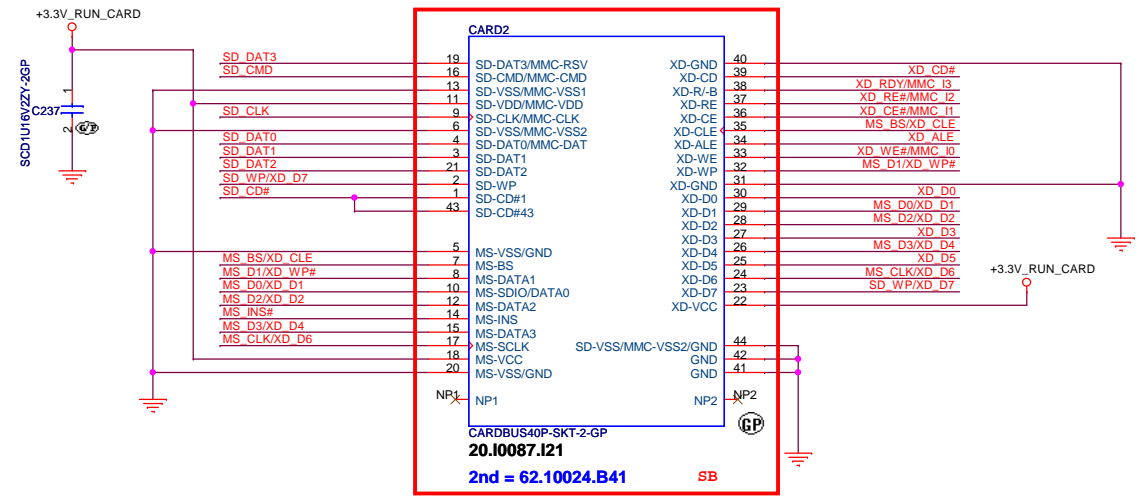 +3.3V_RUN_CARD
SCD1U16V2ZY-2GP
C237
1
2
GP
CARD2
SD_DAT3 19 SD-DAT3/MMC-RSV
SD_CMD 16 SD-CMD/MMC-CMD
13 SD-VSS/MMC-VSS1
11 SD-VDD/MMC-VDD
SD_CLK 9 SD-CLK/MMC-CLK
6 SD-VSS/MMC-VSS2
SD_DAT0 4 SD-DAT0/MMC-DAT
SD_DAT1 3 SD-DAT1
SD_DAT2 21 SD-DAT2
SD_WP/XD_D7 2 SD-WP
SD_CD# 1 SD-CD#1
43 SD-CD#43
5 MS-VSS/GND
MS_BS/XD_CLE 7 MS-BS
MS_D1/XD_WP# 8 MS-DATA1
MS_D0/XD_D1 10 MS-SDIO/DATA0
MS_D2/XD_D2 12 MS-DATA2
MS_INS# 14 MS-INS
MS_D3/XD_D4 15 MS-DATA3
MS_CLK/XD_D6 17 MS-SCLK
18 MS-VCC
20 MS-VSS/GND
NP1 NP1
XD-GND 40
XD-CD 39 XD_CD#
XD-R/-B 38 XD_RDY/MMC_I3
XD-RE 37 XD_RE#/MMC_I2
XD-CE 36 XD_CE#/MMC_I1
XD-CLE 35 MS_BS/XD_CLE
XD-ALE 34 XD_ALE
XD-WE 33 XD_WE#/MMC_I0
XD-WP 32 MS_D1/XD_WP#
XD-GND 31
XD-D0 30 XD_D0
XD-D1 29 MS_D0/XD_D1
XD-D2 28 MS_D2/XD_D2
XD-D3 27 XD_D3
XD-D4 26 MS_D3/XD_D4
XD-D5 25 XD_D5
XD-D6 24 MS_CLK/XD_D6
XD-D7 23 SD_WP/XD_D7
XD-VCC 22
+3.3V_RUN_CARD
SD-VSS/MMC-VSS2/GND 44
GND 42
GND 41
NP2 NP2
GP
CARDBUS40P-SKT-2-GP
20.I0087.I21
2nd = 62.10024.B41
SB